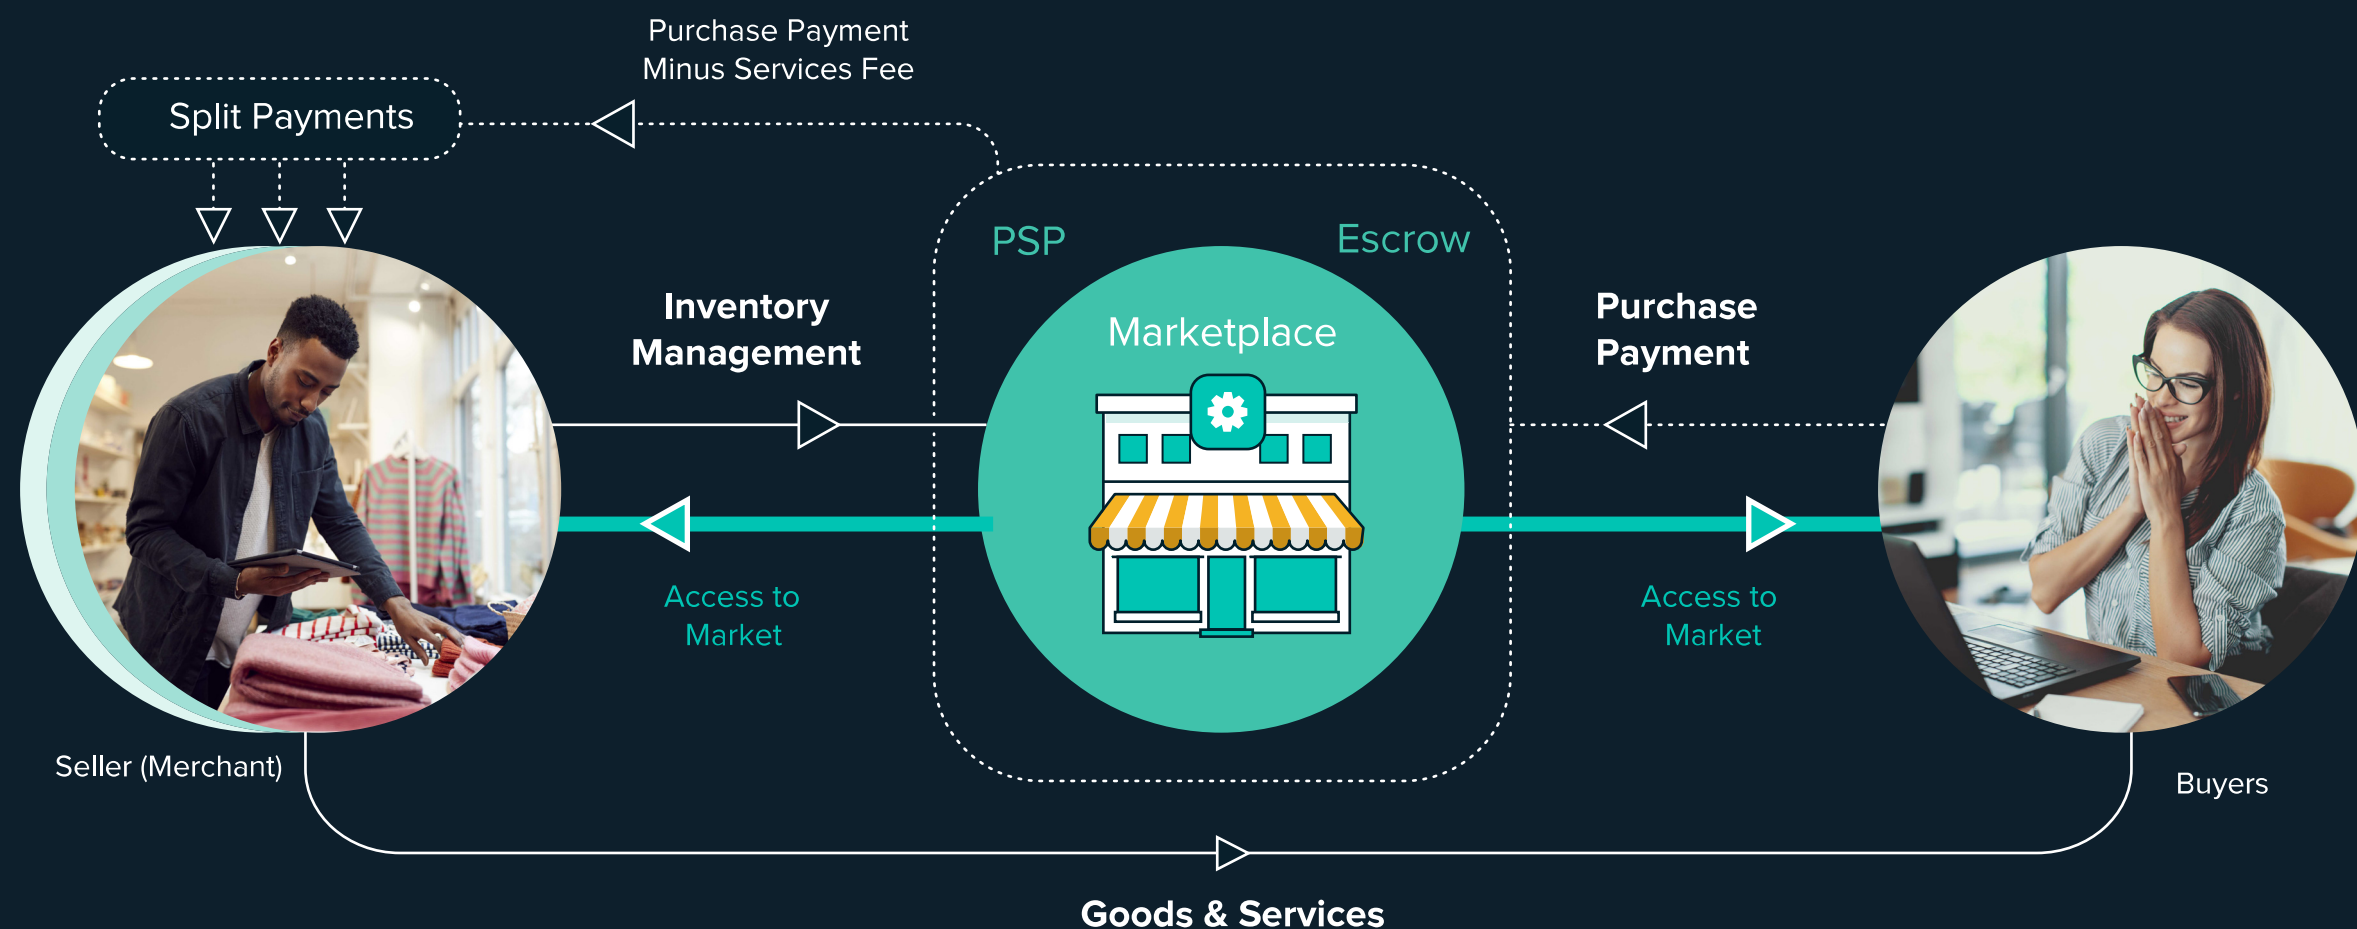 Purchase Payment
Minus Services Fee
Split Payments
PSP
Escrow
Inventory
Management
Marketplace
Purchase
Payment
Access to
Market
Access to
Market
Seller (Merchant)
Buyers
Goods & Services